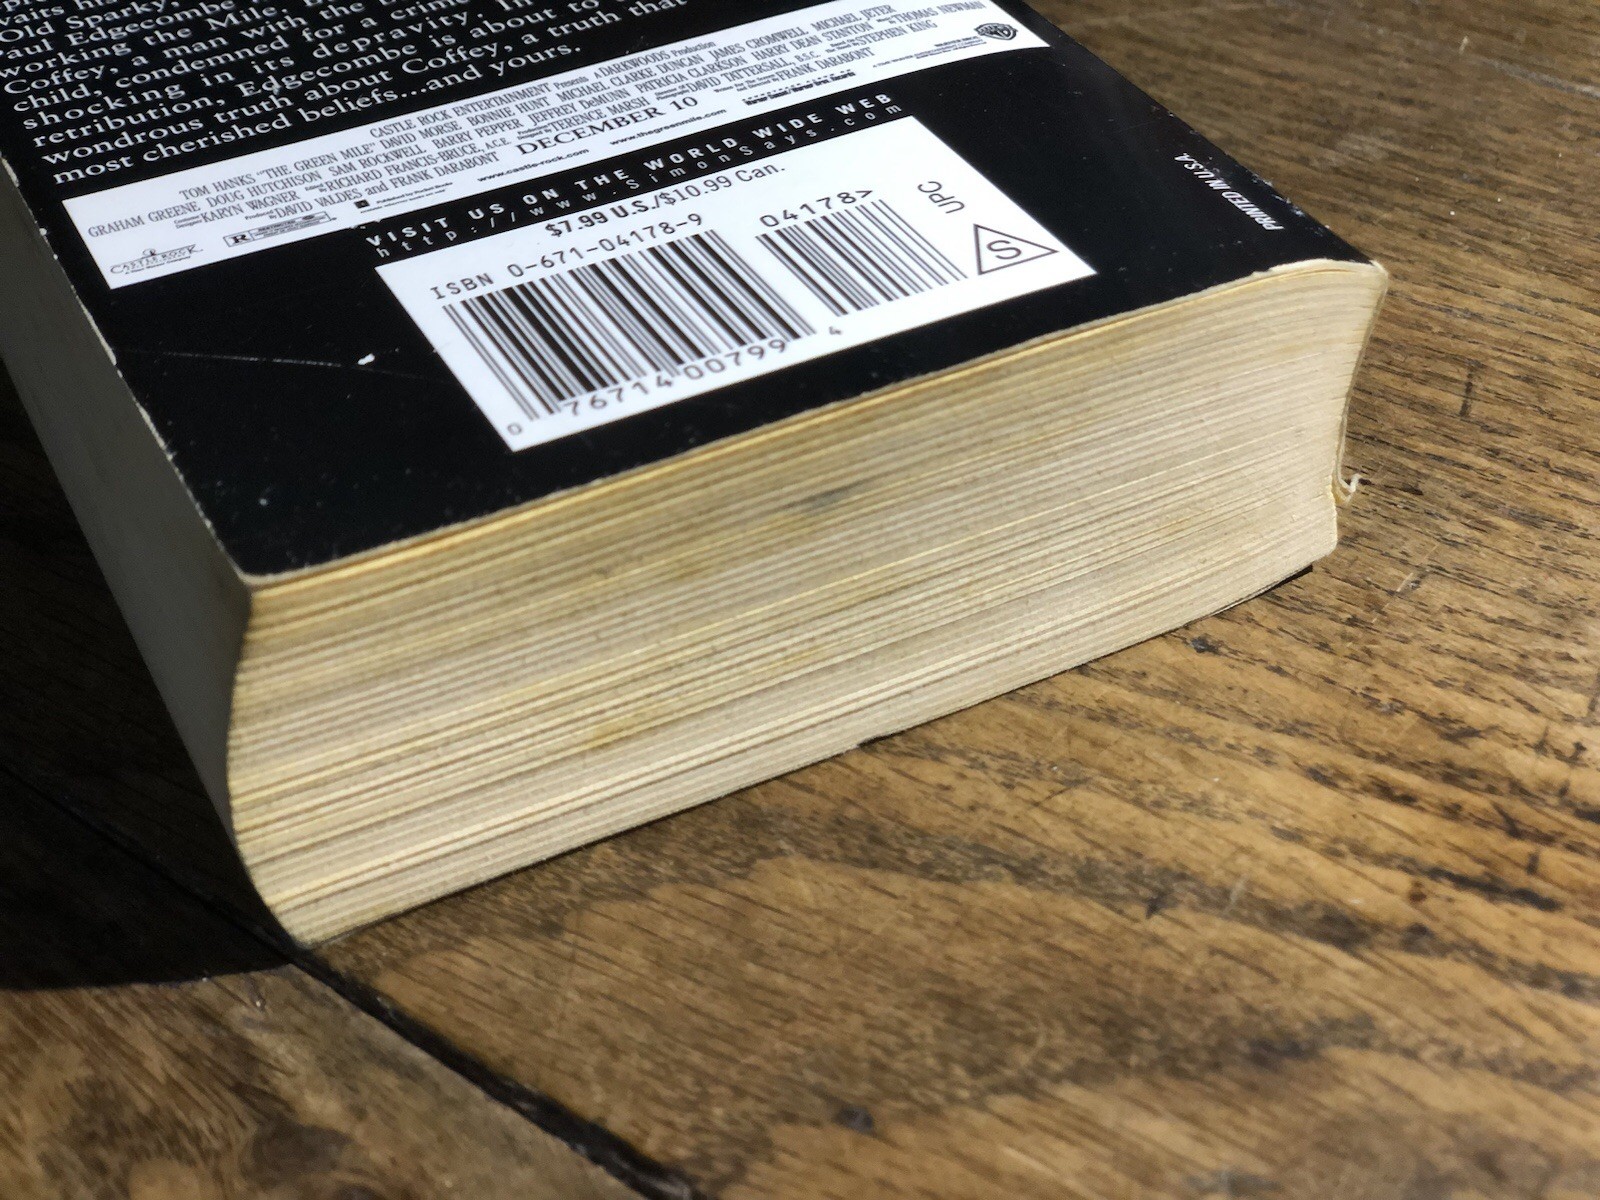 Old Sparky,
aul Edgecombe
working the Mile,
Coffey, a man with the
child, condemned for a crime
shocking in its depravity. In
retribution, Edgecombe is about to
wondrous truth about Coffey, a truth that
most cherished beliefs...and yours.
CASTLE ROCK ENTERTAINMENT Presents A DARKWOODS Production
TOM HANKS "THE GREEN MILE" DAVID MORSE BONNIE HUNT MICHAEL CLARKE DUNCAN JAMES CROMWELL MICHAEL JETER
GRAHAM GREENE DOUG HUTCHISON SAM ROCKWELL BARRY PEPPER JEFFREY DeMUNN PATRICIA CLARKSON HARRY DEAN STANTON THOMAS NEWMAN
KARYN WAGNER RICHARD FRANCIS-BRUCE, A.C.E. TERENCE MARSH DAVID TATTERSALL, B.S.C. STEPHEN KING
DAVID VALDES and FRANK DARABONT FRANK DARABONT
DECEMBER 10
www.castle-rock.com www.thegreenmile.com
CASTLE ROCK
R
VISIT US ON THE WORLD WIDE WEB
http://www.SimonSays.com
$7.99 U.S./$10.99 Can.
ISBN 0-671-04178-9
04178>
UPC
S
0 76714 00799 4
PRINTED IN U.S.A.